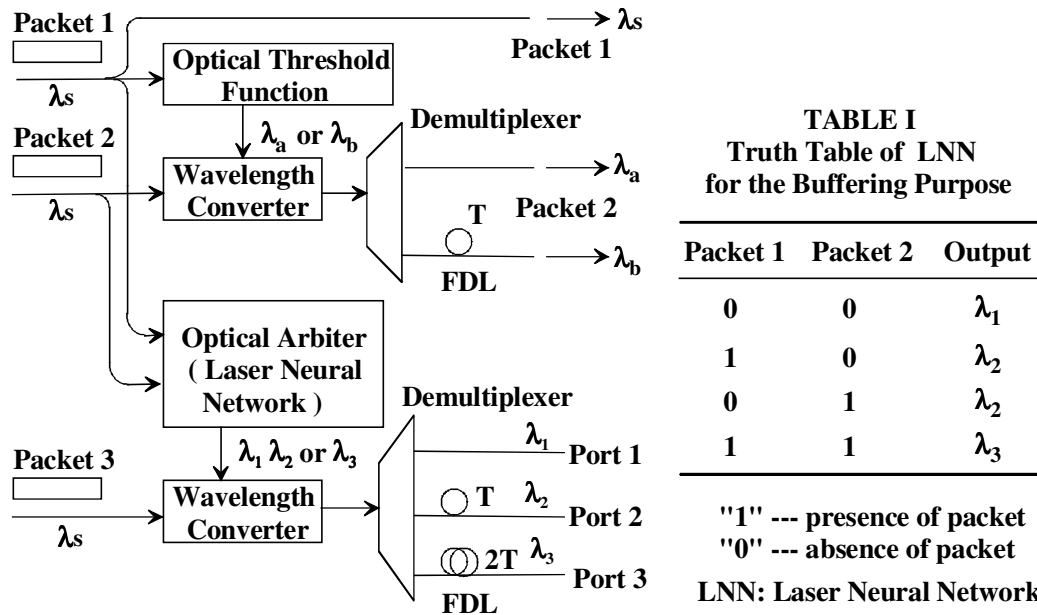 Packet 1
λs
λs
Packet 1
Optical Threshold
Function
λa or λb
Packet 2
λs
Wavelength
Converter
Demultiplexer
λa
Packet 2
T
λb
FDL
Optical Arbiter
( Laser Neural
Network )
λ1 λ2 or λ3
Packet 3
λs
Wavelength
Converter
Demultiplexer
λ1
Port 1
T
λ2
Port 2
2T
λ3
Port 3
FDL
TABLE I
Truth Table of LNN
for the Buffering Purpose
Packet 1 Packet 2 Output
0 0 λ1
1 0 λ2
0 1 λ2
1 1 λ3
"1" --- presence of packet
"0" --- absence of packet
LNN: Laser Neural Network